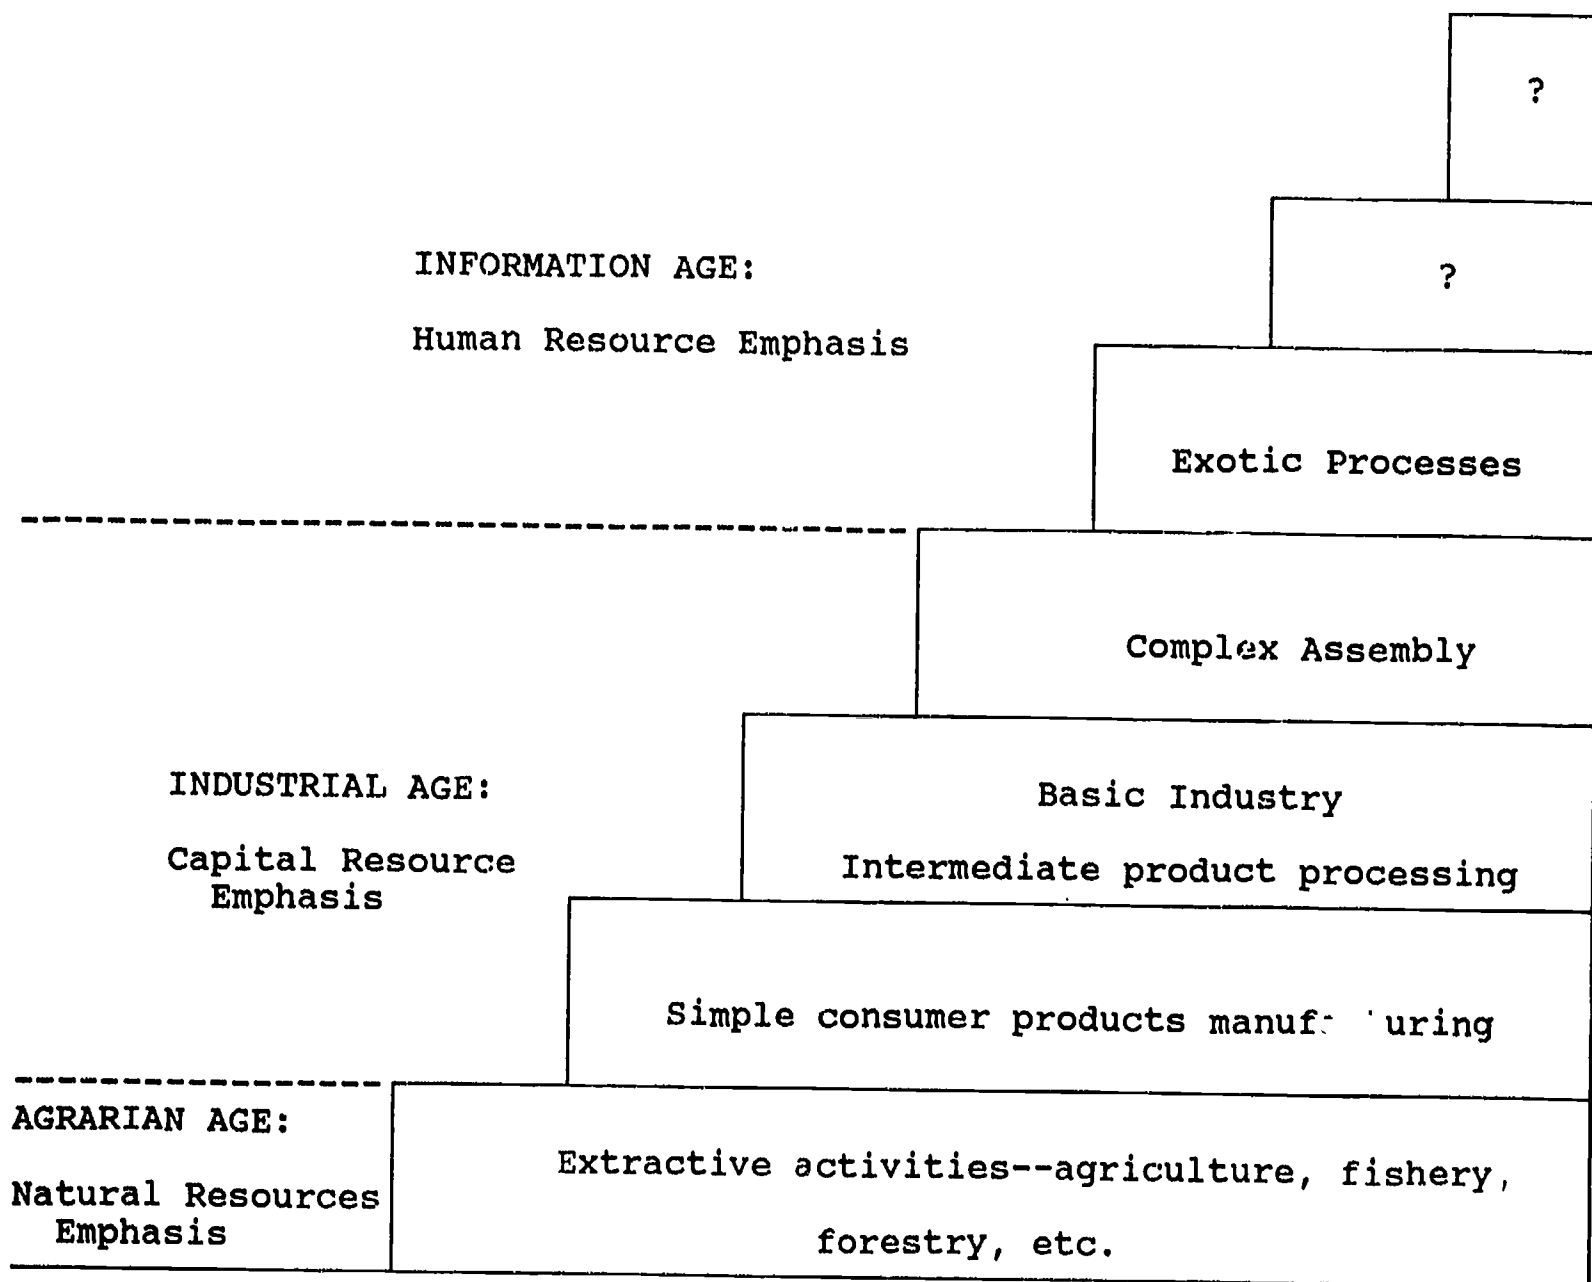 ?
?
INFORMATION AGE:
Human Resource Emphasis
Exotic Processes
Complex Assembly
INDUSTRIAL AGE:
Capital Resource
Emphasis
Basic Industry
Intermediate product processing
Simple consumer products
AGRARIAN AGE:
Natural Resources
Emphasis
Extractive activities--agriculture, fishery,
forestry, etc.